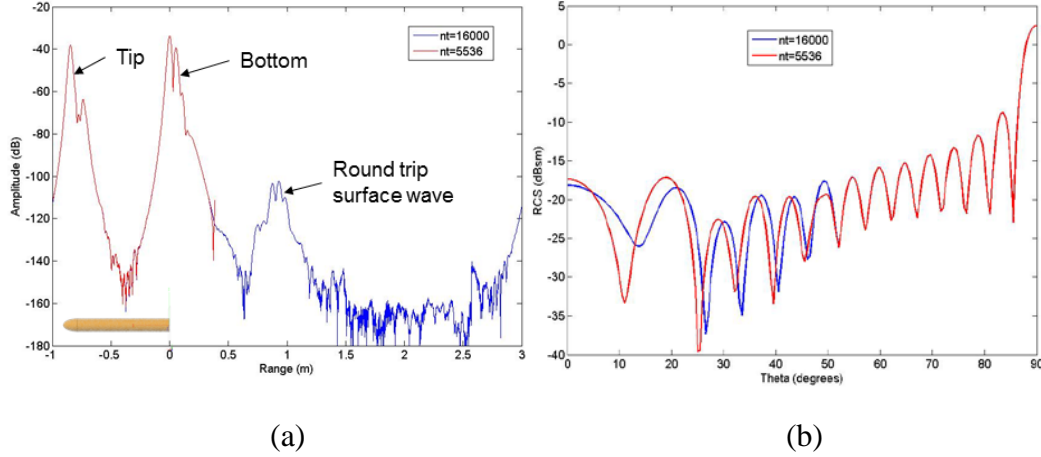 -20
-40
-60
-80
-100
-120
-140
-160
-180
-1
-0.5
0
0.5
1
1.5
2
2.5
3
Amplitude (dB)
Range (m)
nt=16000
nt=5536
Tip
Bottom
Round trip
surface wave
(a)
5
0
-5
-10
-15
-20
-25
-30
-35
-40
0
10
20
30
40
50
60
70
80
90
RCS (dBsm)
Theta (degrees)
nt=16000
nt=5536
(b)